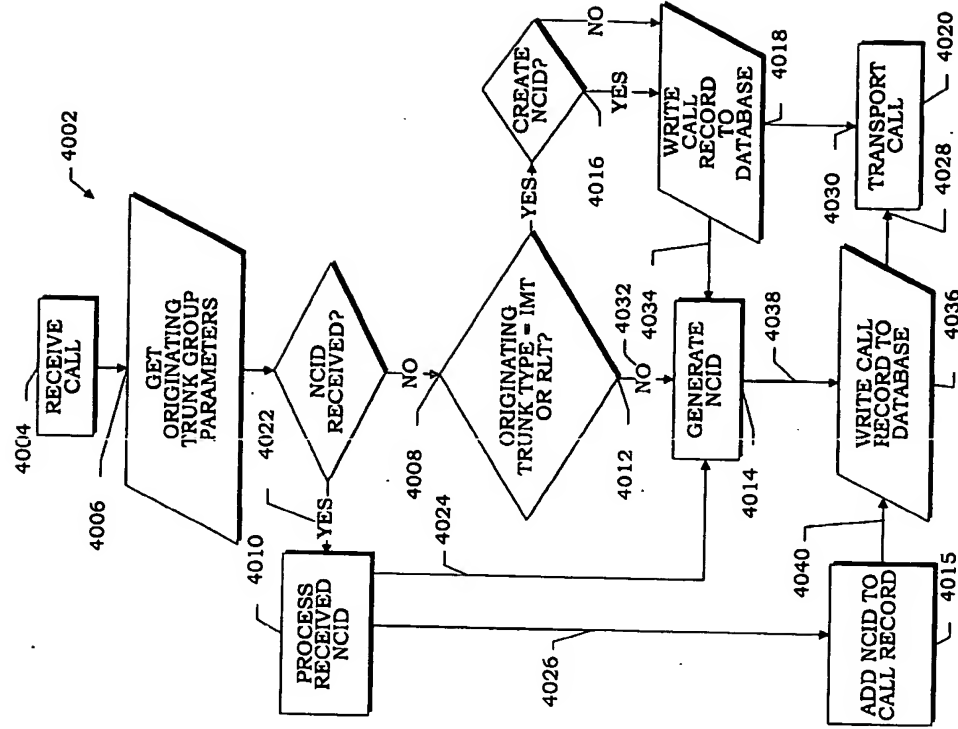 4002
4004
RECEIVE
CALL
4006
GET
ORIGINATING
TRUNK GROUP
PARAMETERS
4022
NCID
RECEIVED?
YES
NO
4010
PROCESS
RECEIVED
NCID
4008
ORIGINATING
TRUNK TYPE = IMT
OR RLT?
YES
CREATE
NCID?
NO
YES
4016
4012
NO
4032
4034
WRITE
CALL
RECORD
TO
DATABASE
4018
4024
GENERATE
NCID
4014
4038
4030
TRANSPORT
CALL
4020
4028
4026
ADD NCID TO
CALL RECORD
4015
4040
WRITE CALL
RECORD TO
DATABASE
4036